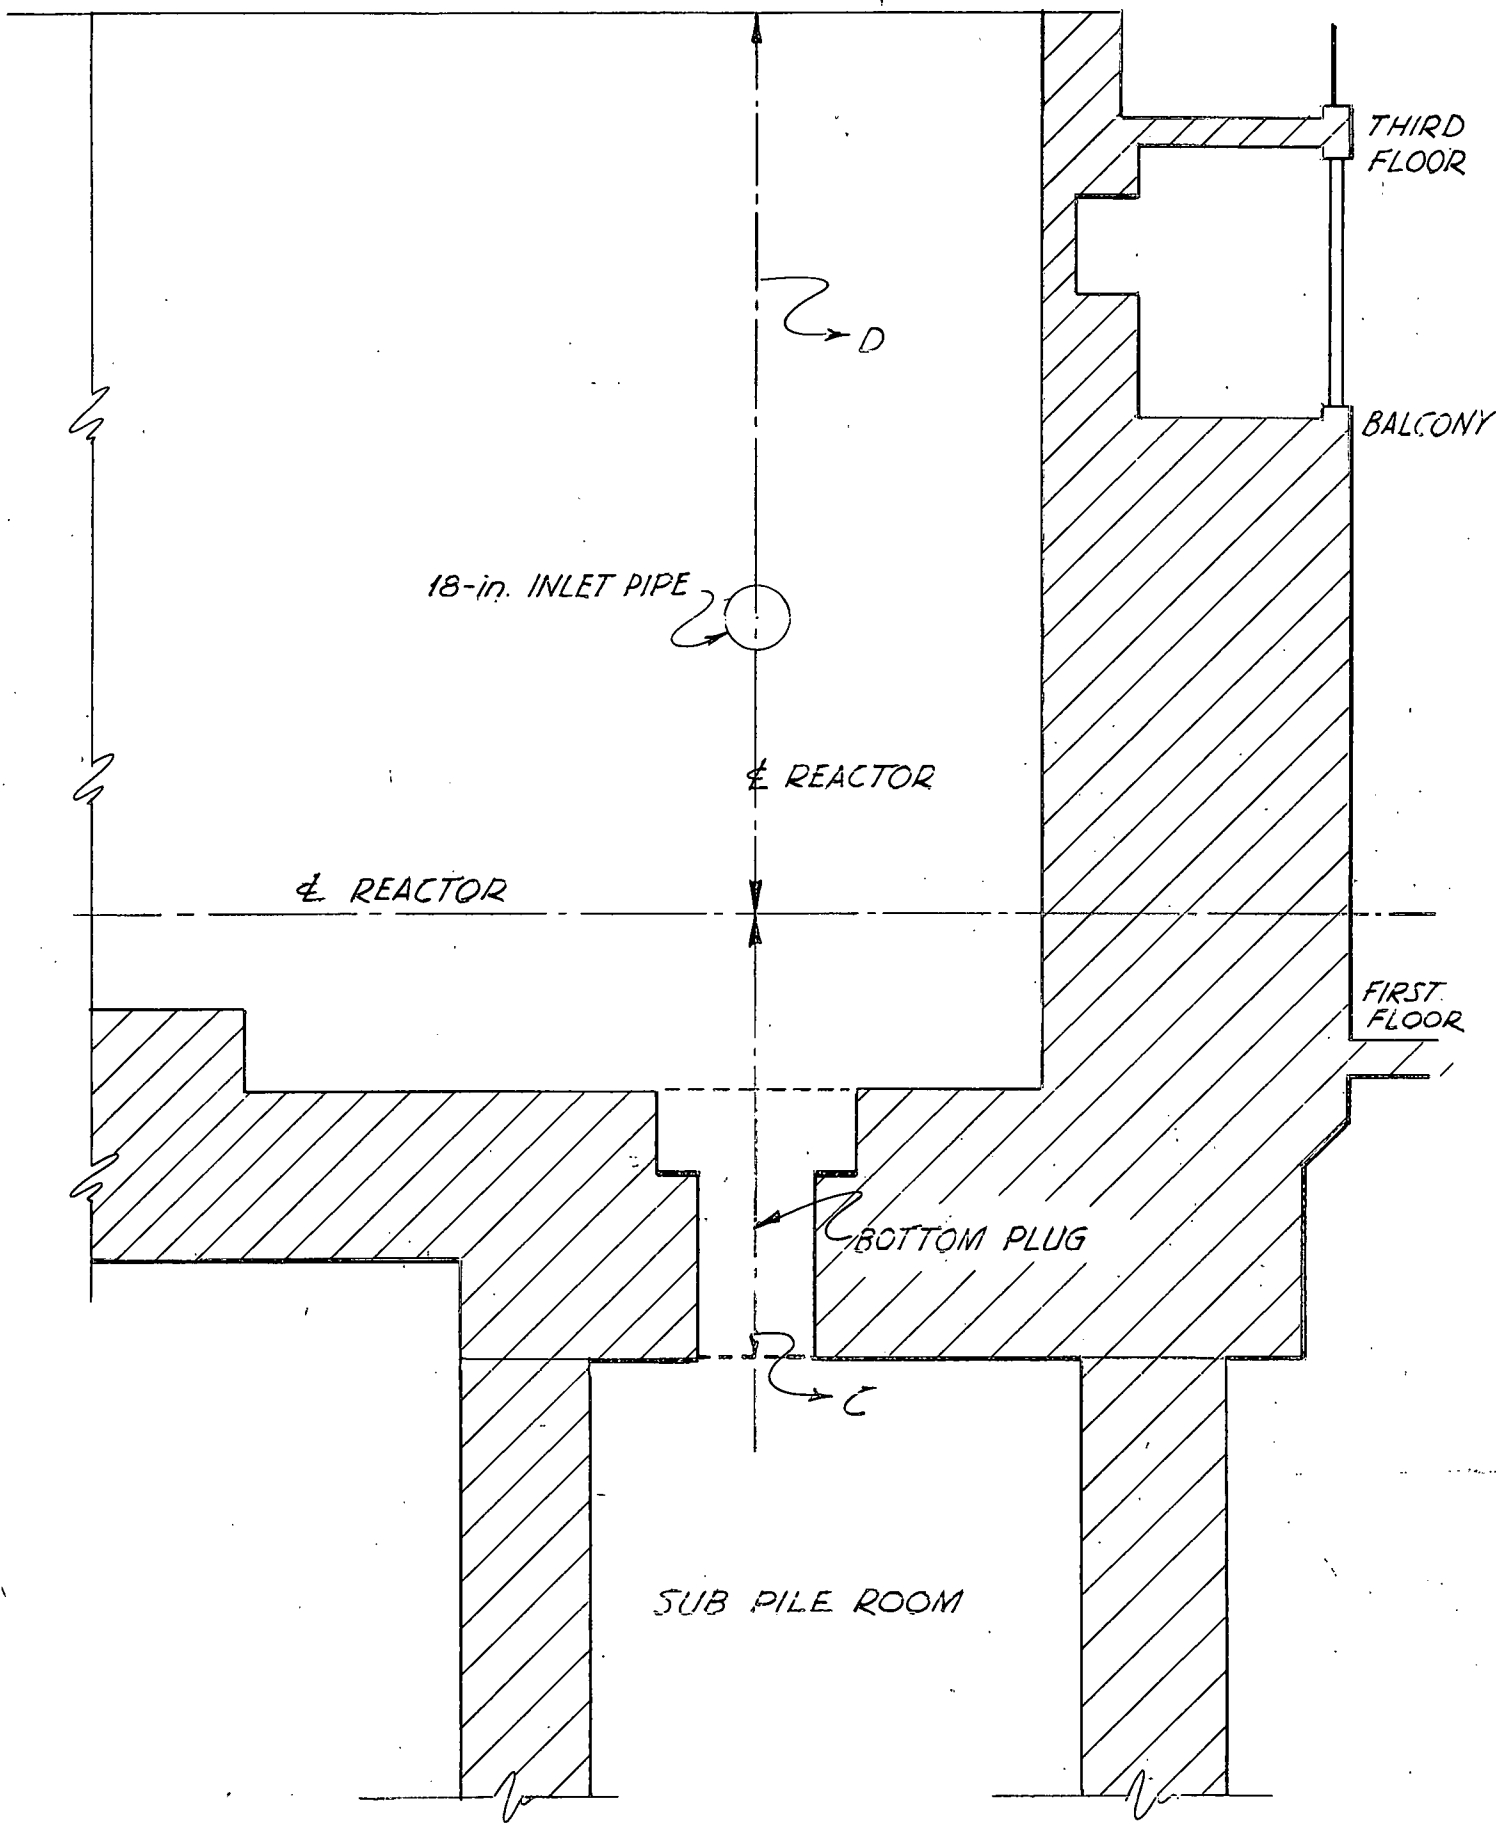 THIRD
FLOOR
D
BALCONY
18-in. INLET PIPE
℄ REACTOR
℄ REACTOR
FIRST
FLOOR
BOTTOM PLUG
C
SUB PILE ROOM